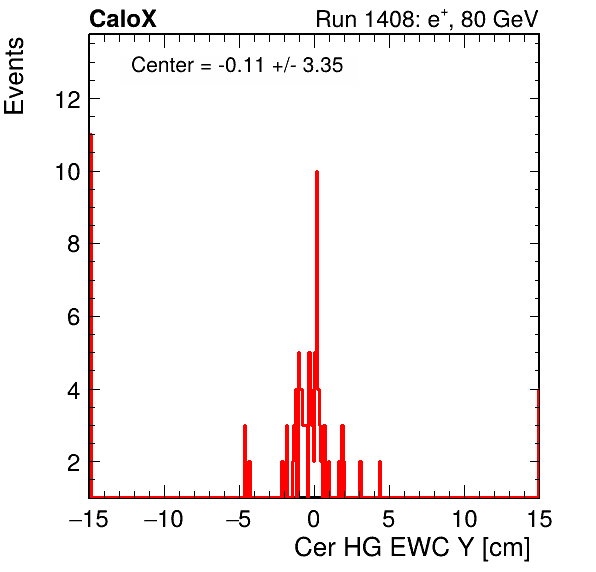 CaloX Run 1408: e⁺, 80 GeV
Events
Center = -0.11 +/- 3.35
12
10
8
6
4
2
−15 −10 −5 0 5 10 15
Cer HG EWC Y [cm]